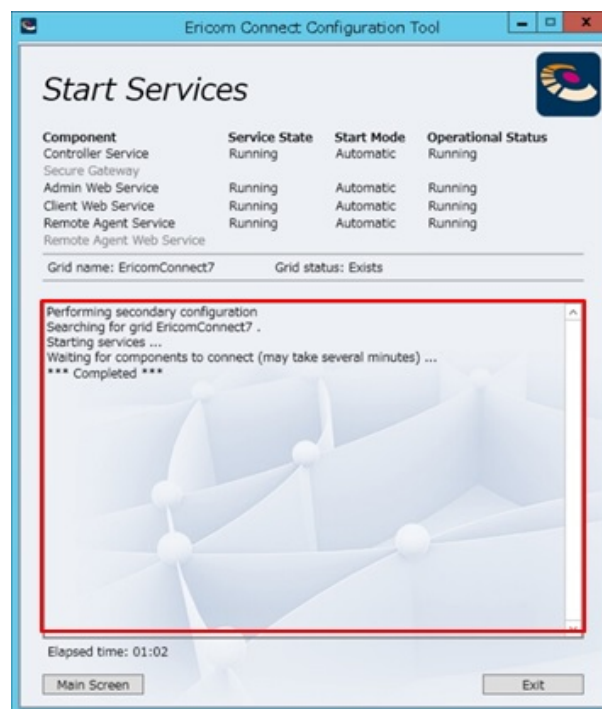 Ericom Connect Configuration Tool
Start Services
Component Service State Start Mode Operational Status
Controller Service Running Automatic Running
Secure Gateway
Admin Web Service Running Automatic Running
Client Web Service Running Automatic Running
Remote Agent Service Running Automatic Running
Remote Agent Web Service
Grid name: EricomConnect7 Grid status: Exists
Performing secondary configuration
Searching for grid EricomConnect7 .
Starting services ...
Waiting for components to connect (may take several minutes) ...
*** Completed ***
Elapsed time: 01:02
Main Screen Exit